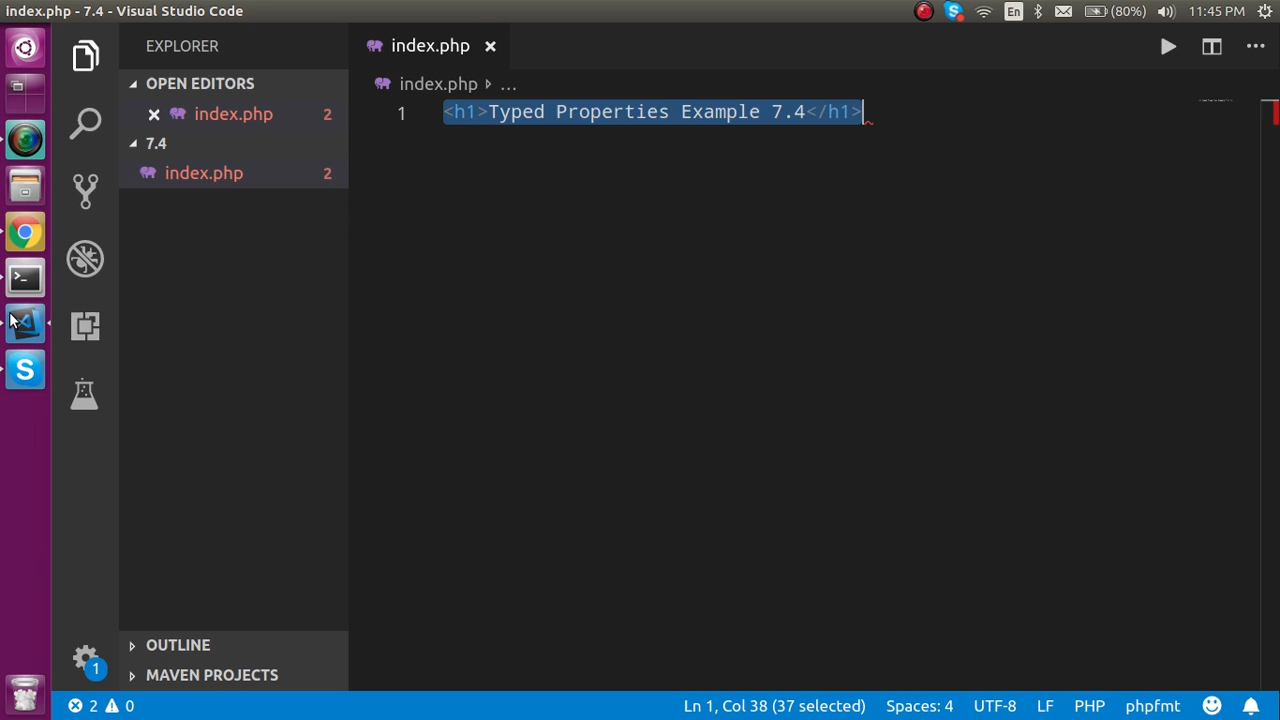 index.php - 7.4 - Visual Studio Code
En
(80%)
11:45 PM
EXPLORER
OPEN EDITORS
index.php 2
7.4
index.php 2
OUTLINE
MAVEN PROJECTS
index.php
index.php ...
1 <h1>Typed Properties Example 7.4</h1>
1
2 0
Ln 1, Col 38 (37 selected)
Spaces: 4
UTF-8
LF
PHP
phpfmt